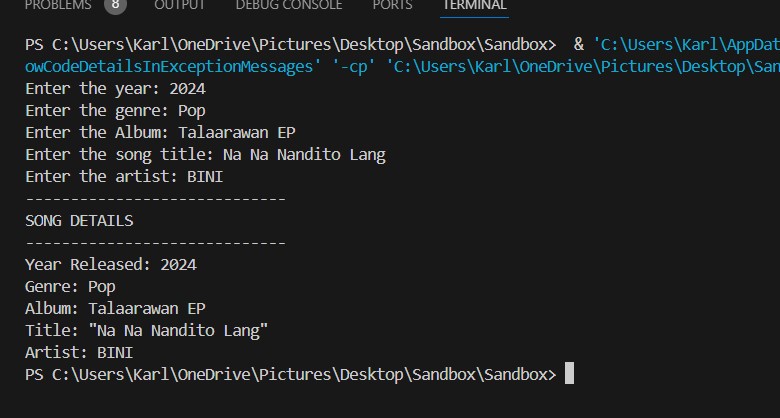 PROBLEMS 8 OUTPUT DEBUG CONSOLE PORTS TERMINAL
PS C:\Users\Karl\OneDrive\Pictures\Desktop\Sandbox\Sandbox> & 'C:\Users\Karl\AppDat
owCodeDetailsInExceptionMessages' '-cp' 'C:\Users\Karl\OneDrive\Pictures\Desktop\San
Enter the year: 2024
Enter the genre: Pop
Enter the Album: Talaarawan EP
Enter the song title: Na Na Nandito Lang
Enter the artist: BINI
-----------------------------
SONG DETAILS
-----------------------------
Year Released: 2024
Genre: Pop
Album: Talaarawan EP
Title: "Na Na Nandito Lang"
Artist: BINI
PS C:\Users\Karl\OneDrive\Pictures\Desktop\Sandbox\Sandbox>